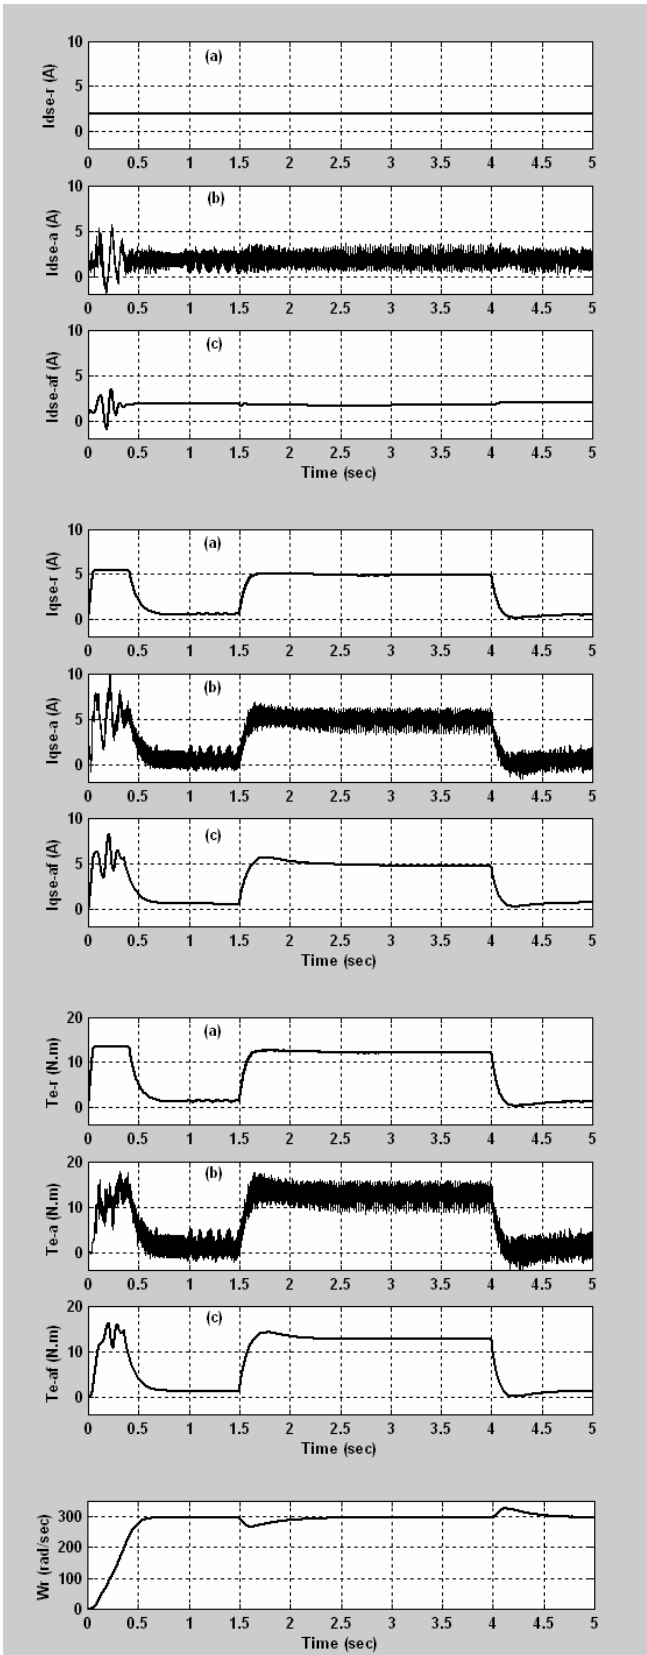 (a)
Idse-r (A)
10
5
0
0 0.5 1 1.5 2 2.5 3 3.5 4 4.5 5
(b)
Idse-a (A)
10
5
0
0 0.5 1 1.5 2 2.5 3 3.5 4 4.5 5
(c)
Idse-af (A)
10
5
0
0 0.5 1 1.5 2 2.5 3 3.5 4 4.5 5
Time (sec)
(a)
Iqse-r (A)
10
5
0
0 0.5 1 1.5 2 2.5 3 3.5 4 4.5 5
(b)
Iqse-a (A)
10
5
0
0 0.5 1 1.5 2 2.5 3 3.5 4 4.5 5
(c)
Iqse-af (A)
10
5
0
0 0.5 1 1.5 2 2.5 3 3.5 4 4.5 5
Time (sec)
(a)
Te-r (N.m)
20
10
0
0 0.5 1 1.5 2 2.5 3 3.5 4 4.5 5
(b)
Te-a (N.m)
20
10
0
0 0.5 1 1.5 2 2.5 3 3.5 4 4.5 5
(c)
Te-af (N.m)
20
10
0
0 0.5 1 1.5 2 2.5 3 3.5 4 4.5 5
Time (sec)
Wr (rad/sec)
300
200
100
0
0 0.5 1 1.5 2 2.5 3 3.5 4 4.5 5
Time (sec)